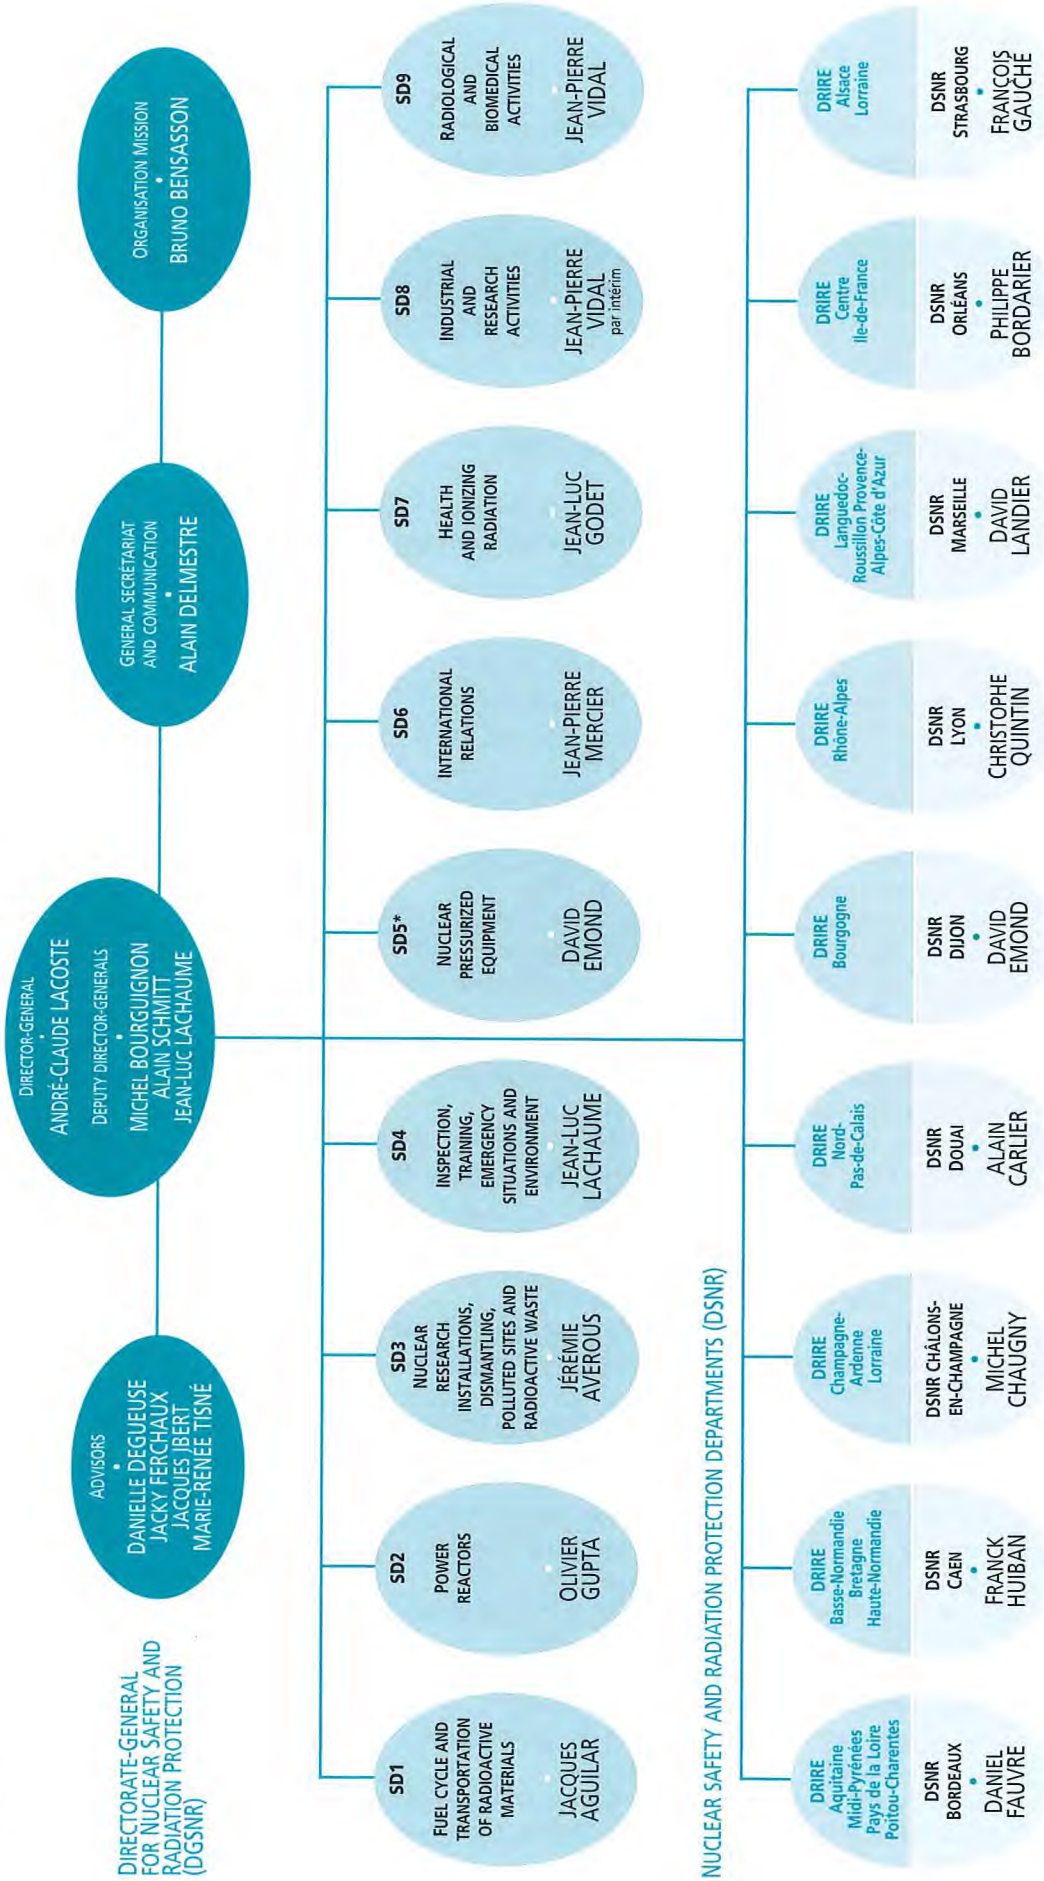 DIRECTORATE-GENERAL
FOR NUCLEAR SAFETY AND
RADIATION PROTECTION
(DGSNR)
ADVISORS
•
DANIELLE DEGUEUSE
JACKY FERCHAUX
JACQUES JBERT
MARIE-RENÉE TISNÉ
DIRECTOR-GENERAL
•
ANDRÉ-CLAUDE LACOSTE
DEPUTY DIRECTOR-GENERALS
•
MICHEL BOURGUIGNON
ALAIN SCHMITT
JEAN-LUC LACHAUME
GENERAL SECRÉTARIAT
AND COMMUNICATION
•
ALAIN DELMESTRE
ORGANISATION MISSION
•
BRUNO BENSASSON
SD1
FUEL CYCLE AND
TRANSPORTATION
OF RADIOACTIVE
MATERIALS
•
JACQUES
AGUILAR
SD2
POWER
REACTORS
•
OLIVIER
GUPTA
SD3
NUCLEAR
RESEARCH
INSTALLATIONS,
DISMANTLING,
POLLUTED SITES AND
RADIOACTIVE WASTE
•
JÉRÉMIE
AVEROUS
SD4
INSPECTION,
TRAINING,
EMERGENCY
SITUATIONS AND
ENVIRONMENT
•
JEAN-LUC
LACHAUME
SD5*
NUCLEAR
PRESSURIZED
EQUIPMENT
•
DAVID
EMOND
SD6
INTERNATIONAL
RELATIONS
•
JEAN-PIERRE
MERCIER
SD7
HEALTH
AND IONIZING
RADIATION
•
JEAN-LUC
GODET
SD8
INDUSTRIAL
AND
RESEARCH
ACTIVITIES
•
JEAN-PIERRE
VIDAL
par intérim
SD9
RADIOLOGICAL
AND
BIOMEDICAL
ACTIVITIES
•
JEAN-PIERRE
VIDAL
NUCLEAR SAFETY AND RADIATION PROTECTION DEPARTMENTS (DSNR)
DRIRE
Aquitaine
Midi-Pyrénées
Pays de la Loire
Poitou-Charentes
DSNR
BORDEAUX
•
DANIEL
FAUVRE
DRIRE
Basse-Normandie
Bretagne
Haute-Normandie
DSNR
CAEN
•
FRANCK
HUIBAN
DRIRE
Champagne-
Ardenne
Lorraine
DSNR CHÂLONS-
EN-CHAMPAGNE
•
MICHEL
CHAUGNY
DRIRE
Nord-
Pas-de-Calais
DSNR
DOUAI
•
ALAIN
CARLIER
DRIRE
Bourgogne
DSNR
DIJON
•
DAVID
EMOND
DRIRE
Rhône-Alpes
DSNR
LYON
•
CHRISTOPHE
QUINTIN
DRIRE
Languedoc-
Roussillon Provence-
Alpes-Côte d'Azur
DSNR
MARSEILLE
•
DAVID
LANDIER
DRIRE
Centre
Ile-de-France
DSNR
ORLÉANS
•
PHILIPPE
BORDARIER
DRIRE
Alsace
Lorraine
DSNR
STRASBOURG
•
FRANÇOIS
GAUCHE